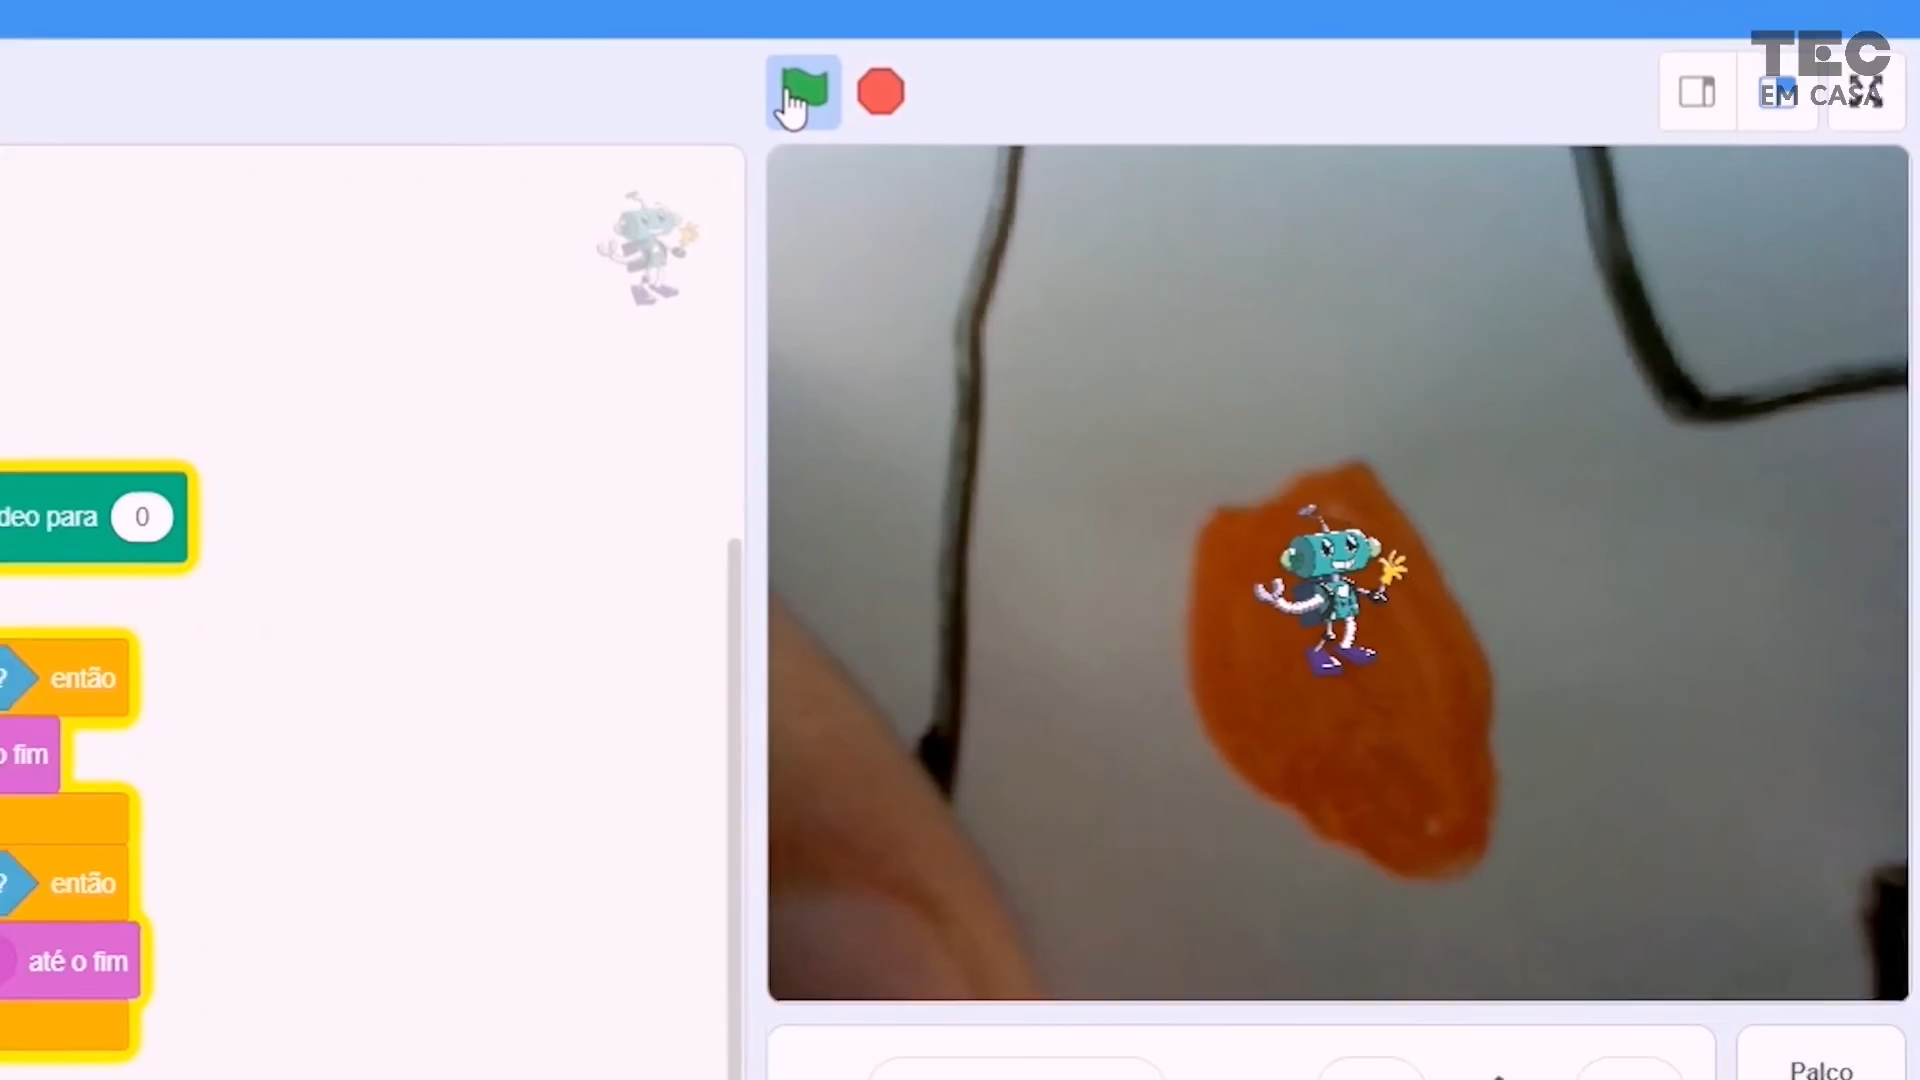 TEC
EM CASA
deo para 0
? então
o fim
? então
até o fim
Palco